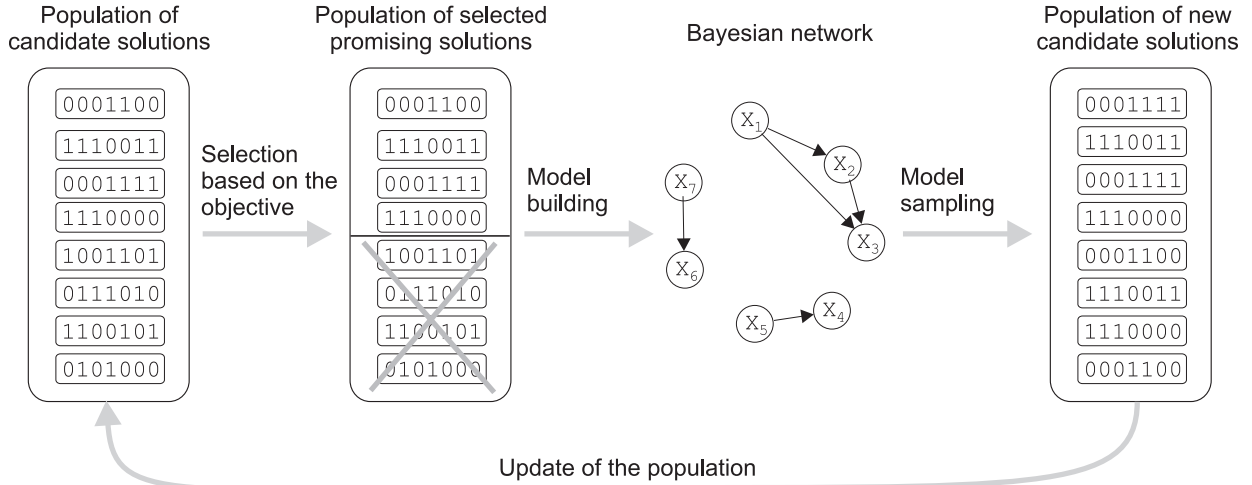 Population of
candidate solutions
0001100
1110011
0001111
1110000
1001101
0111010
1100101
0101000
Selection
based on the
objective
Population of selected
promising solutions
0001100
1110011
0001111
1110000
1001101
0111010
1100101
0101000
Model
building
Bayesian network
X1
X2
X3
X7
X6
X5
X4
Model
sampling
Population of new
candidate solutions
0001111
1110011
0001111
1110000
0001100
1110011
1110000
0001100
Update of the population